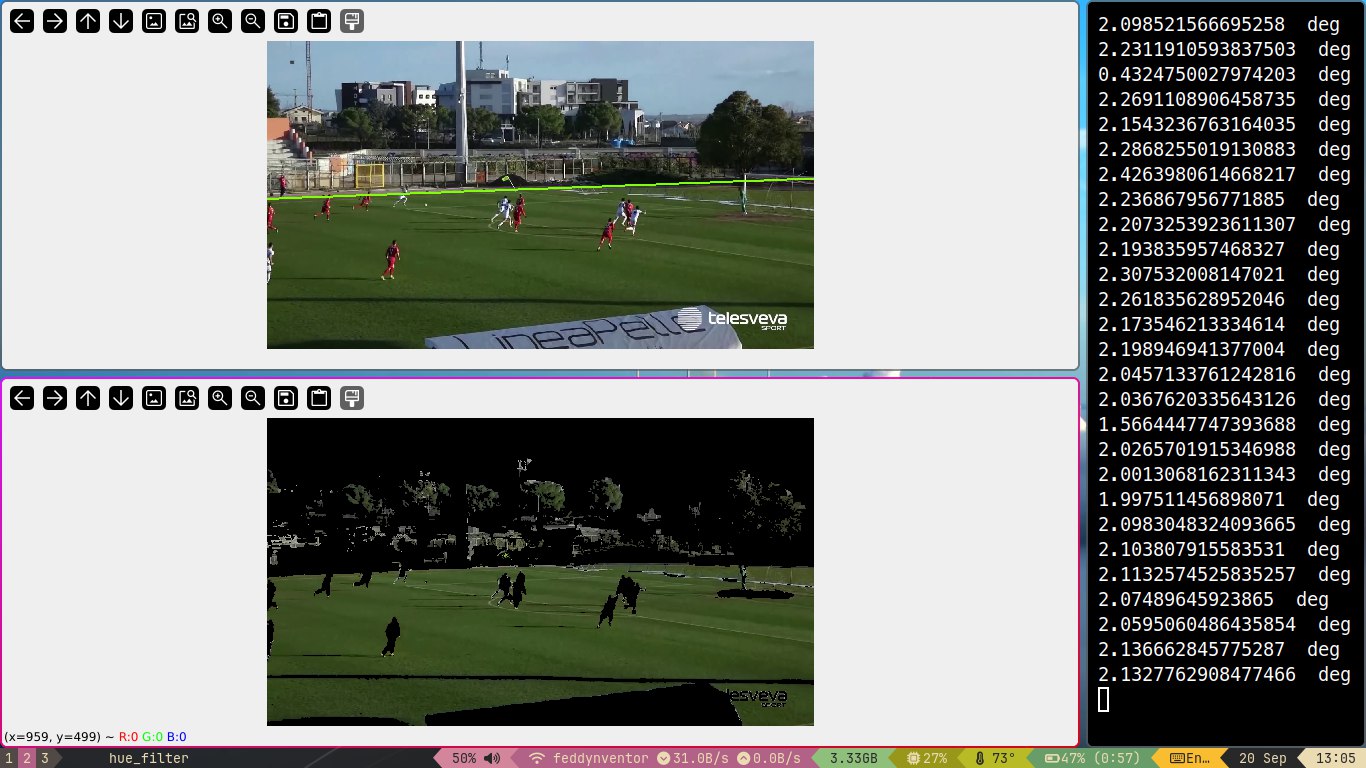 telesveva
SPORT
LineaPelle
lesveva
(x=959, y=499) ~ R:0 G:0 B:0
2.098521566695258 deg
2.2311910593837503 deg
0.4324750027974203 deg
2.2691108906458735 deg
2.1543236763164035 deg
2.2868255019130883 deg
2.4263980614668217 deg
2.236867956771885 deg
2.2073253923611307 deg
2.193835957468327 deg
2.307532008147021 deg
2.261835628952046 deg
2.173546213334614 deg
2.198946941377004 deg
2.0457133761242816 deg
2.0367620335643126 deg
1.5664447747393688 deg
2.0265701915346988 deg
2.0013068162311343 deg
1.997511456898071 deg
2.0983048324093665 deg
2.103807915583531 deg
2.1132574525835257 deg
2.07489645923865 deg
2.0595060486435854 deg
2.136662845775287 deg
2.1327762908477466 deg
1 2 3 hue_filter 50% feddynventor 31.0B/s 0.0B/s 3.33GB 27% 73° 47% (0:57) En… 20 Sep 13:05